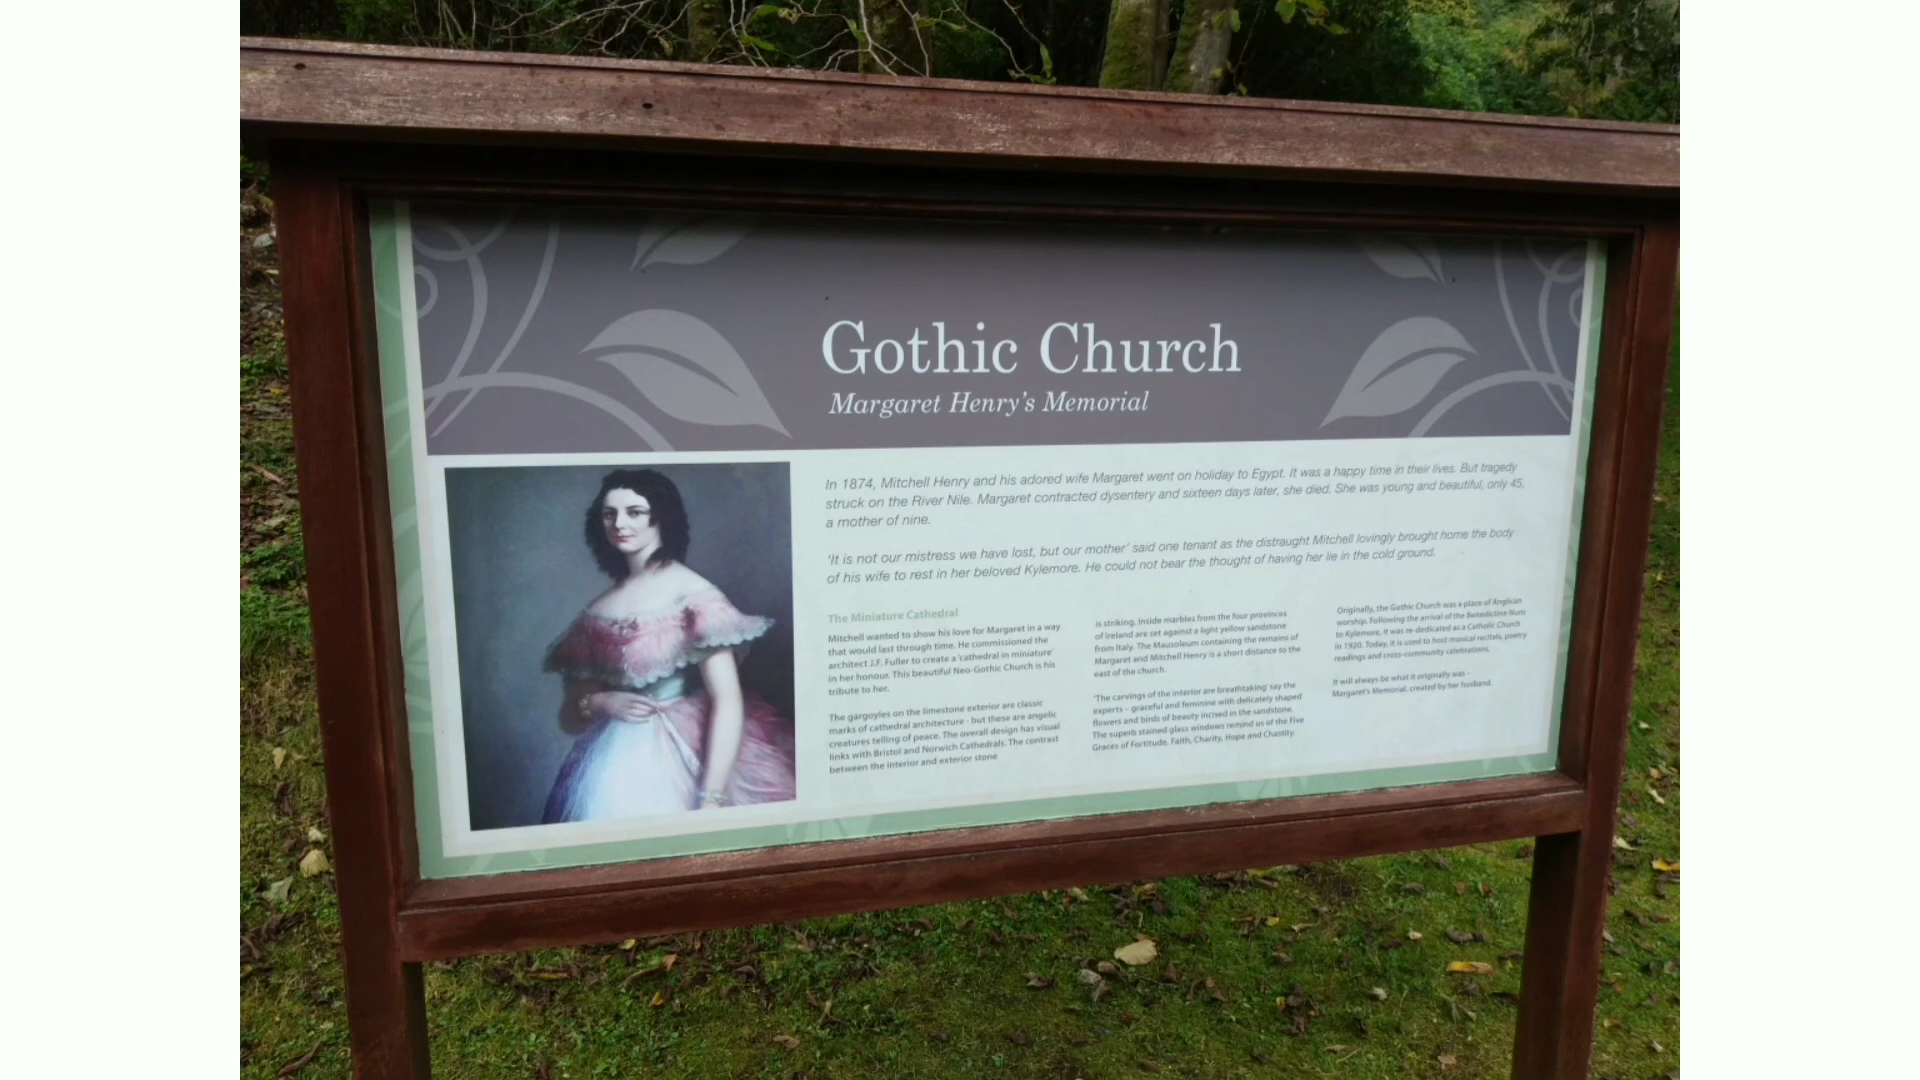 Gothic Church
Margaret Henry's Memorial
In 1874, Mitchell Henry and his adored wife Margaret went on holiday to Egypt. It was a happy time in their lives. But tragedy
struck on the River Nile. Margaret contracted dysentery and sixteen days later, she died. She was young and beautiful, only 45,
a mother of nine.
'It is not our mistress we have lost, but our mother' said one tenant as the distraught Mitchell lovingly brought home the body
of his wife to rest in her beloved Kylemore. He could not bear the thought of having her lie in the cold ground.
The Miniature Cathedral
Mitchell wanted to show his love for Margaret in a way
that would last through time. He commissioned the
architect J.F. Fuller to create a 'cathedral in miniature'
in her honour. This beautiful Neo-Gothic Church is his
tribute to her.
The gargoyles on the limestone exterior are classic
marks of cathedral architecture - but these are angelic
creatures telling of peace. The overall design has visual
links with Bristol and Norwich Cathedrals. The contrast
between the interior and exterior stone
is striking. Inside marbles from the four provinces
of Ireland are set against a light yellow sandstone
from Italy. The Mausoleum containing the remains of
Margaret and Mitchell Henry is a short distance to the
east of the church.
'The carvings of the interior are breathtaking' say the
experts – graceful and feminine with delicately shaped
flowers and birds of beauty incised in the sandstone.
The superb stained glass windows remind us of the Five
Graces of Fortitude, Faith, Charity, Hope and Chastity.
Originally, the Gothic Church was a place of Anglican
worship. Following the arrival of the Benedictine Nuns
to Kylemore, it was re-dedicated as a Catholic Church
in 1920. Today, it is used to host musical recitals, poetry
readings and cross-community celebrations.
It will always be what it originally was -
Margaret's Memorial, created by her husband.